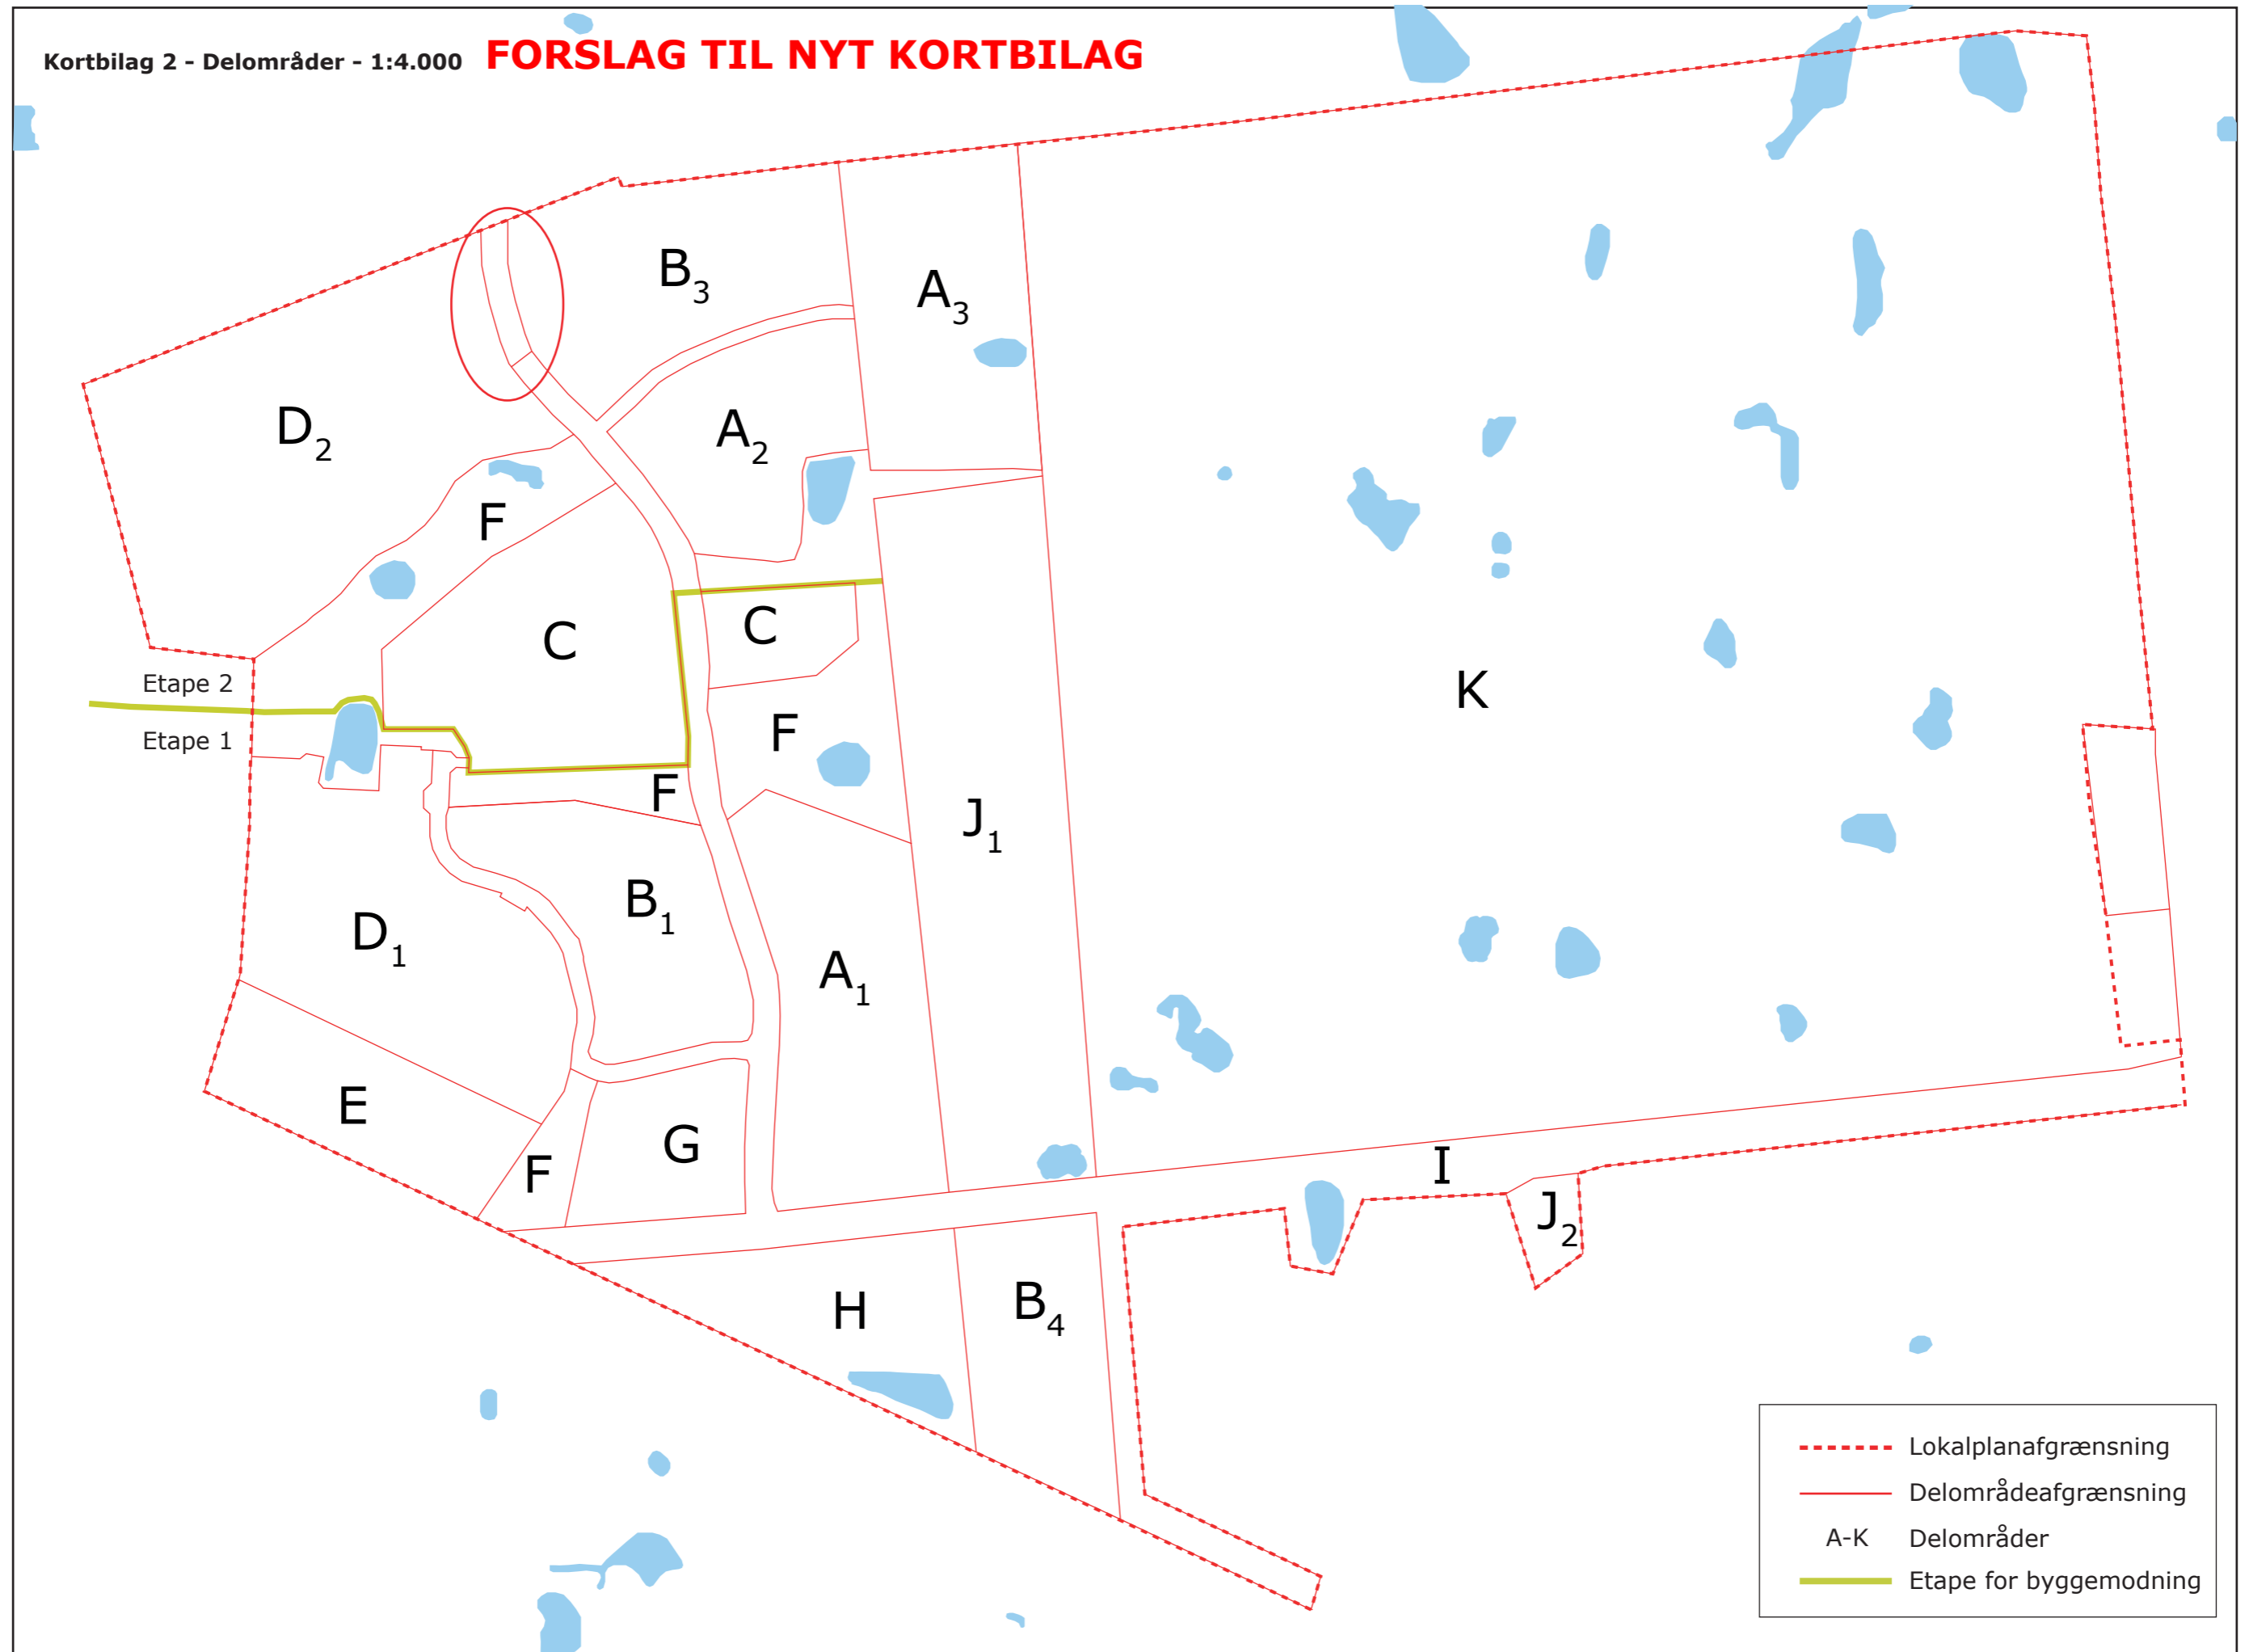 Kortbilag 2 - Delområder - 1:4.000 FORSLAG TIL NYT KORTBILAG
B3
A3
D2
A2
F
C
C
K
Etape 2
Etape 1
F
F
J1
B1
D1
A1
E
G
F
I
J2
H
B4
Lokalplanafgrænsning
Delområdeafgrænsning
A-K Delområder
Etape for byggemodning